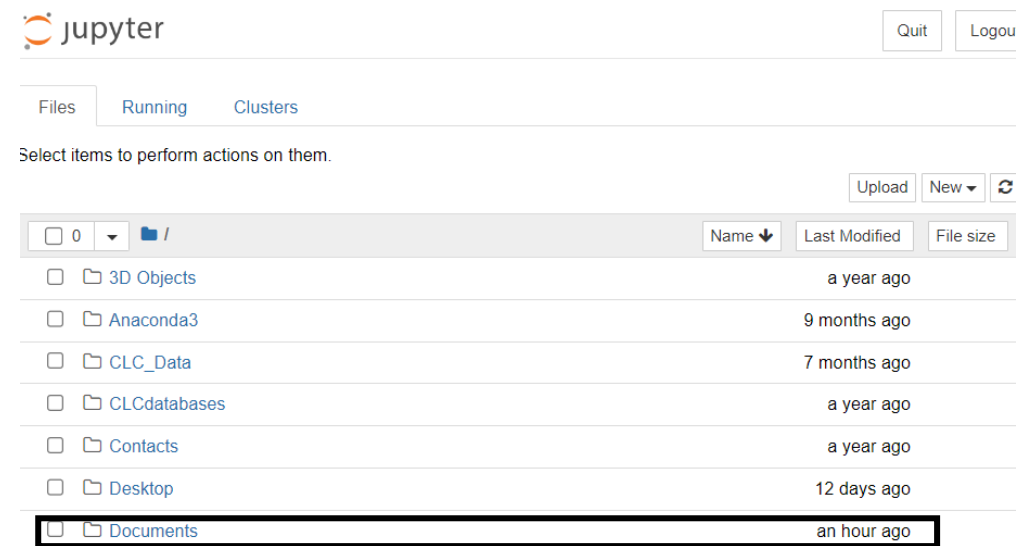 jupyter Quit Logou
Files Running Clusters
Select items to perform actions on them.
Upload New
0 / Name Last Modified File size
3D Objects a year ago
Anaconda3 9 months ago
CLC_Data 7 months ago
CLCdatabases a year ago
Contacts a year ago
Desktop 12 days ago
Documents an hour ago